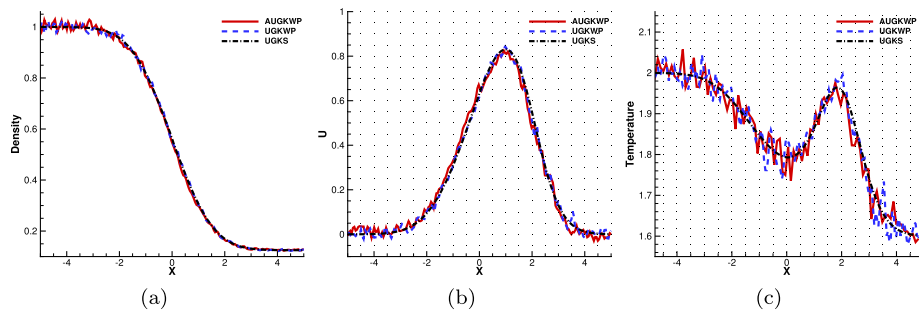 AUGKWP
UGKWP
UGKS
Density
1
0.8
0.6
0.4
0.2
-4 -2 0 2 4
X
(a)
AUGKWP
UGKWP
UGKS
U
1
0.8
0.6
0.4
0.2
0
-4 -2 0 2 4
X
(b)
AUGKWP
UGKWP
UGKS
Temperature
2.1
2
1.9
1.8
1.7
1.6
-4 -2 0 2 4
X
(c)